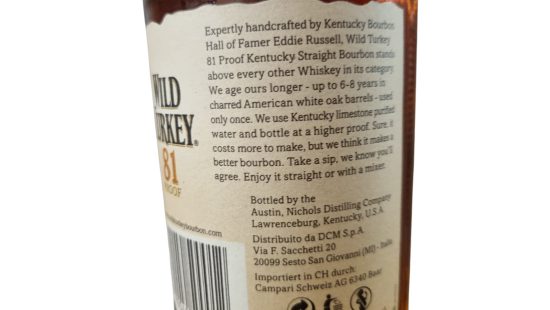 Expertly handcrafted by Kentucky Bourbon
Hall of Famer Eddie Russell, Wild Turkey
81 Proof Kentucky Straight Bourbon stands
above every other Whiskey in its category.
We age ours longer - up to 6-8 years in
charred American white oak barrels - used
only once. We use Kentucky limestone purified
water and bottle at a higher proof. Sure, it
costs more to make, but we think it makes a
better bourbon. Take a sip, we know you'll
agree. Enjoy it straight or with a mixer.
WILD
TURKEY®
81
PROOF
Bottled by the
Austin, Nichols Distilling Company
Lawrenceburg, Kentucky, U.S.A.
Distribuito da DCM S.p.A.
Via F. Sacchetti 20
20099 Sesto San Giovanni (MI) - Italie
Importiert in CH durch:
Campari Schweiz AG 6340 Baar